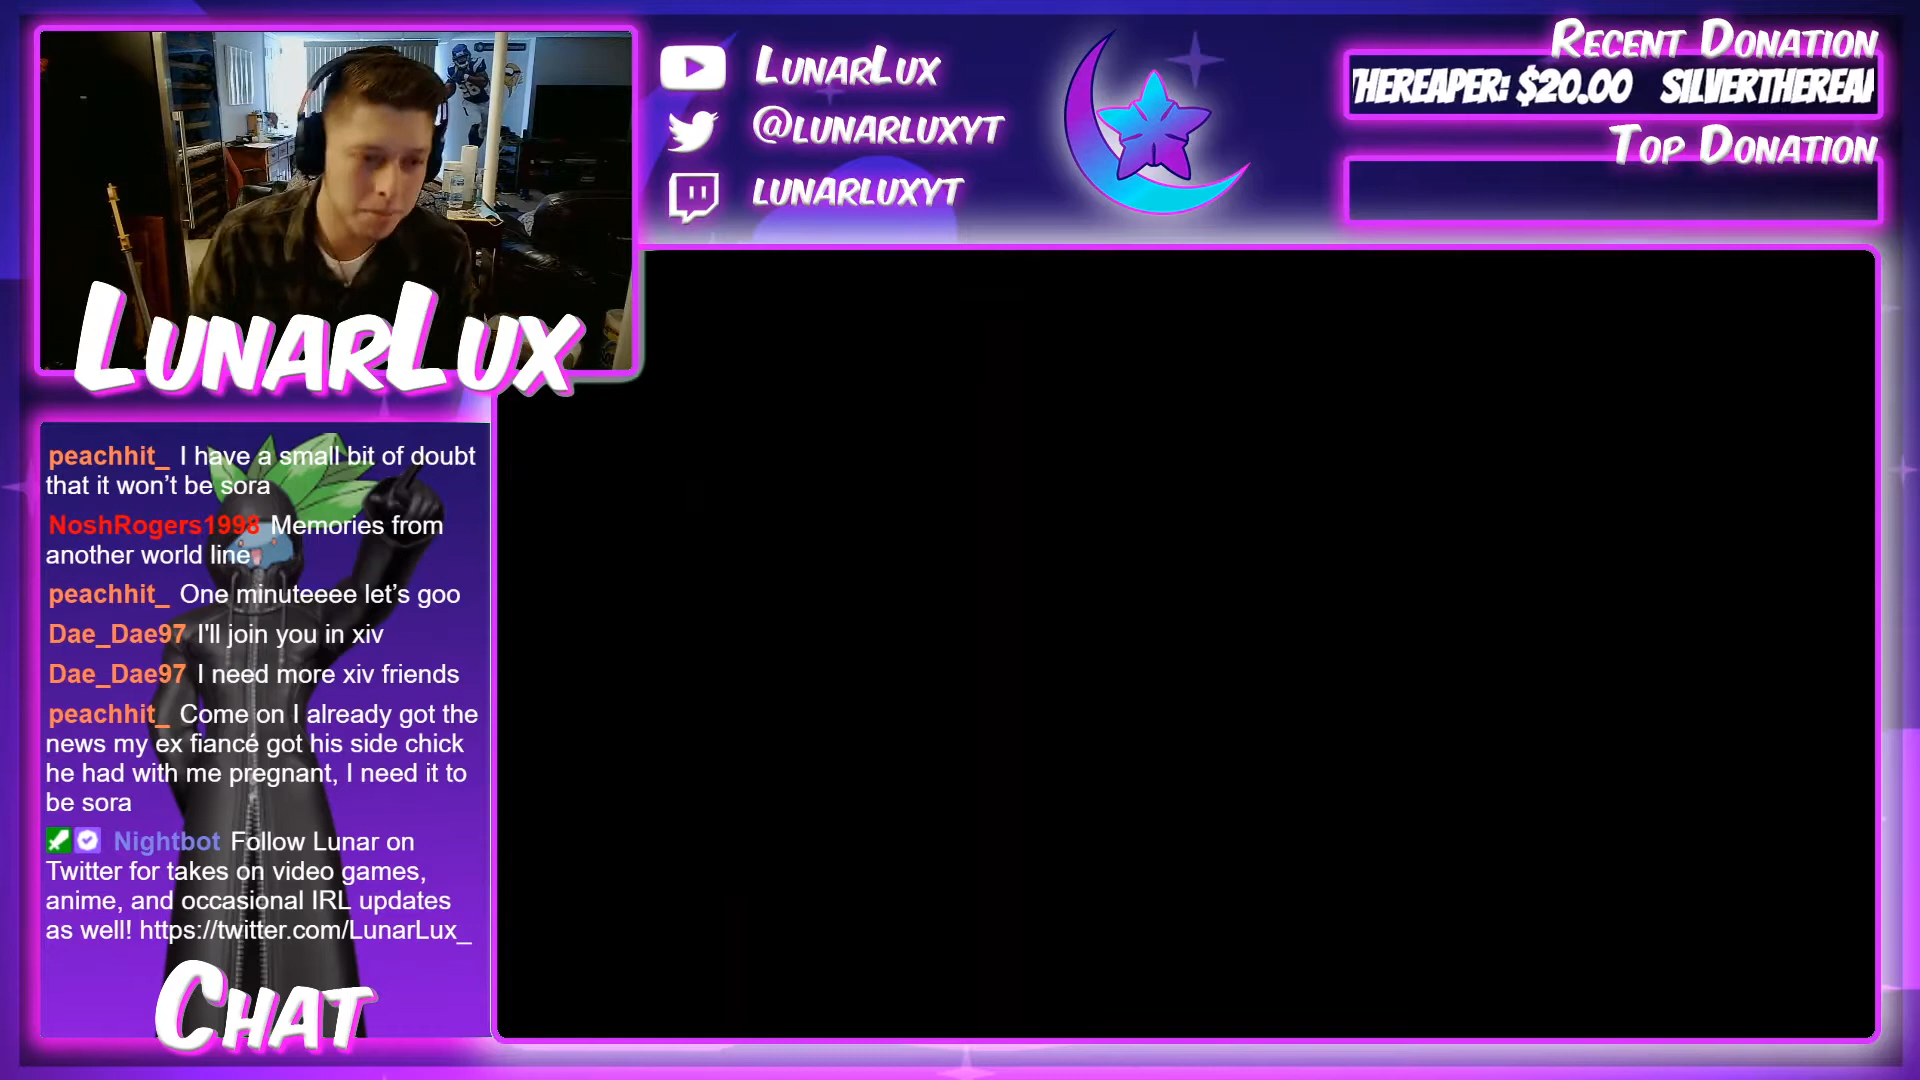 LUNARLUX
@LUNARLUXYT
LUNARLUXYT
RECENT DONATION
THEREAPER: $20.00 SILVERTHEREAP
TOP DONATION
LUNARLUX
peachhit_ I have a small bit of doubt
that it won’t be sora
NoshRogers1998 Memories from
another world line
peachhit_ One minuteeee let’s goo
Dae_Dae97 I'll join you in xiv
Dae_Dae97 I need more xiv friends
peachhit_ Come on I already got the
news my ex fiancé got his side chick
he had with me pregnant, I need it to
be sora
Nightbot Follow Lunar on
Twitter for takes on video games,
anime, and occasional IRL updates
as well! https://twitter.com/LunarLux_
CHAT